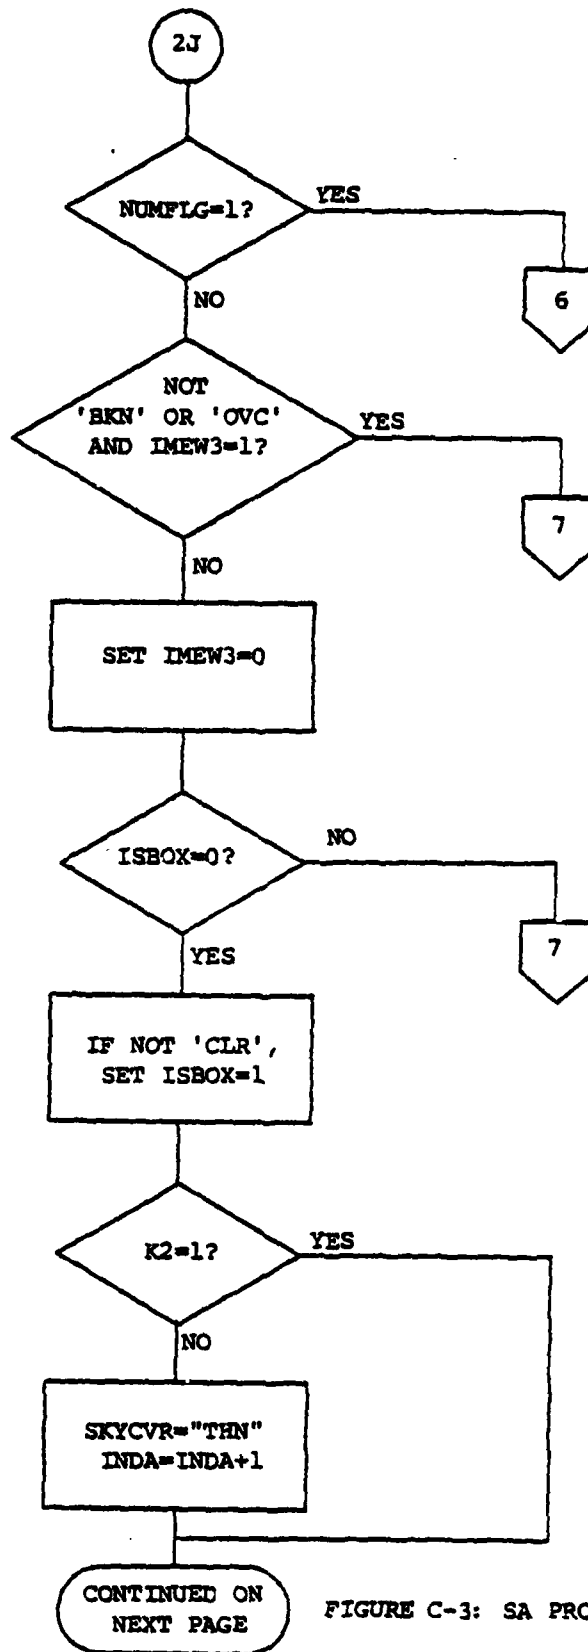 2J
NUMFLG=1?
YES
6
NO
NOT
'BKN' OR 'OVC'
AND IMEW3=1?
YES
7
NO
SET IMEW3=0
ISBOX=0?
NO
7
YES
IF NOT 'CLR',
SET ISBOX=1
K2=1?
YES
NO
SKYCVR="THN"
INDA=INDA+1
CONTINUED ON
NEXT PAGE
FIGURE C-3: SA PRO